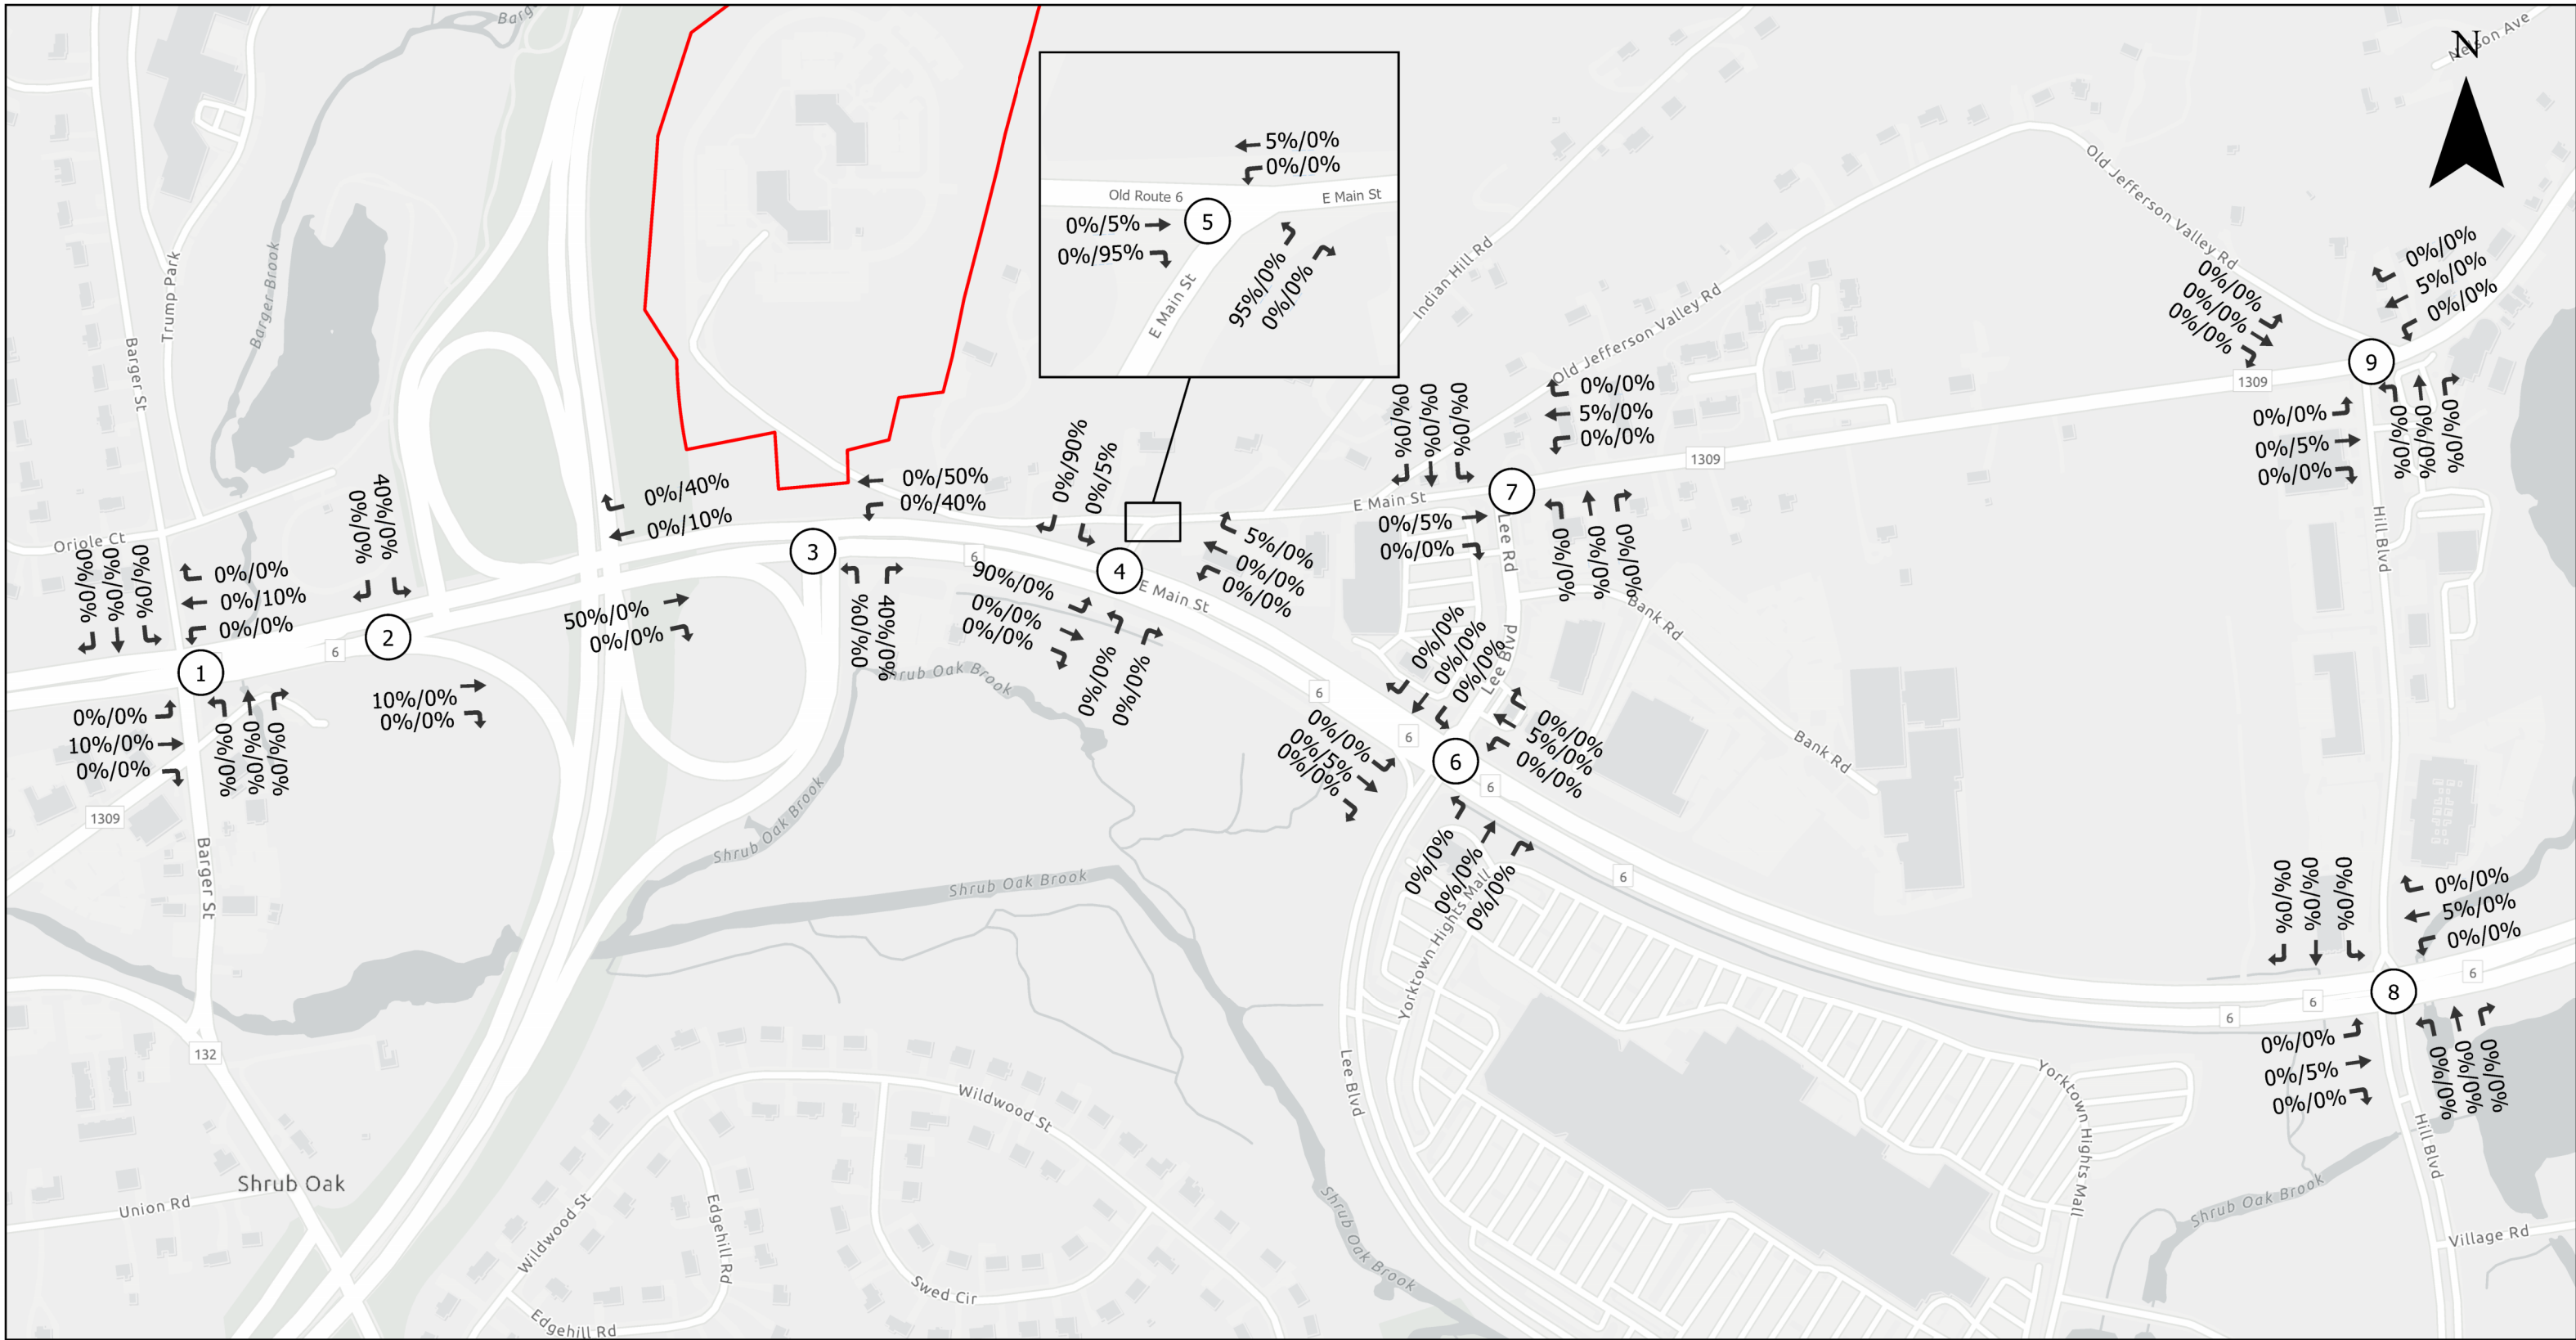 Barg
Nelson Ave
N
Trump Park
Barger Brook
Barger St
Oriole Ct
5%/0%
0%/0%
Old Route 6
E Main St
0%/5%
5
0%/95%
E Main St
95%/0%
0%/0%
Indian Hill Rd
Old Jefferson Valley Rd
Old Jefferson Valley Rd
0%/0%
0%/0%
0%/0%
0%/0%
5%/0%
0%/0%
9
1309
0%/0%
0%/5%
0%/0%
0%/0%
0%/0%
0%/0%
0%/0%
0%/0%
0%/0%
0%/0%
5%/0%
0%/0%
1309
E Main St
7
0%/5%
0%/0%
0%/0%
0%/0%
0%/0%
Lee Rd
Bank Rd
Bank Rd
Lee Blvd
Hill Blvd
0%/0%
0%/0%
0%/0%
0%/0%
0%/10%
0%/0%
1
0%/0%
10%/0%
0%/0%
0%/0%
0%/0%
0%/0%
1309
Barger St
132
6
0%/0%
40%/0%
2
10%/0%
0%/0%
0%/40%
0%/10%
50%/0%
0%/0%
3
0%/50%
0%/40%
%0/%0
40%/0%
6
0%/90%
0%/5%
4
E Main St
5%/0%
0%/0%
0%/0%
90%/0%
0%/0%
0%/0%
0%/0%
0%/0%
Shrub Oak Brook
Shrub Oak Brook
Shrub Oak Brook
6
6
0%/0%
0%/0%
0%/0%
0%/0%
5%/0%
0%/0%
6
6
0%/0%
0%/5%
0%/0%
0%/0%
0%/0%
0%/0%
Yorktown Hights Mall
Lee Blvd
6
0%/0%
0%/0%
0%/0%
0%/0%
5%/0%
0%/0%
6
6
6
8
0%/0%
0%/5%
0%/0%
0%/0%
0%/0%
0%/0%
Hill Blvd
Yorktown Hights Mall
Shrub Oak Brook
Village Rd
Shrub Oak
Union Rd
Wildwood St
Wildwood St
Edgehill Rd
Edgehill Rd
Swed Cir
Shrub Oak Brook